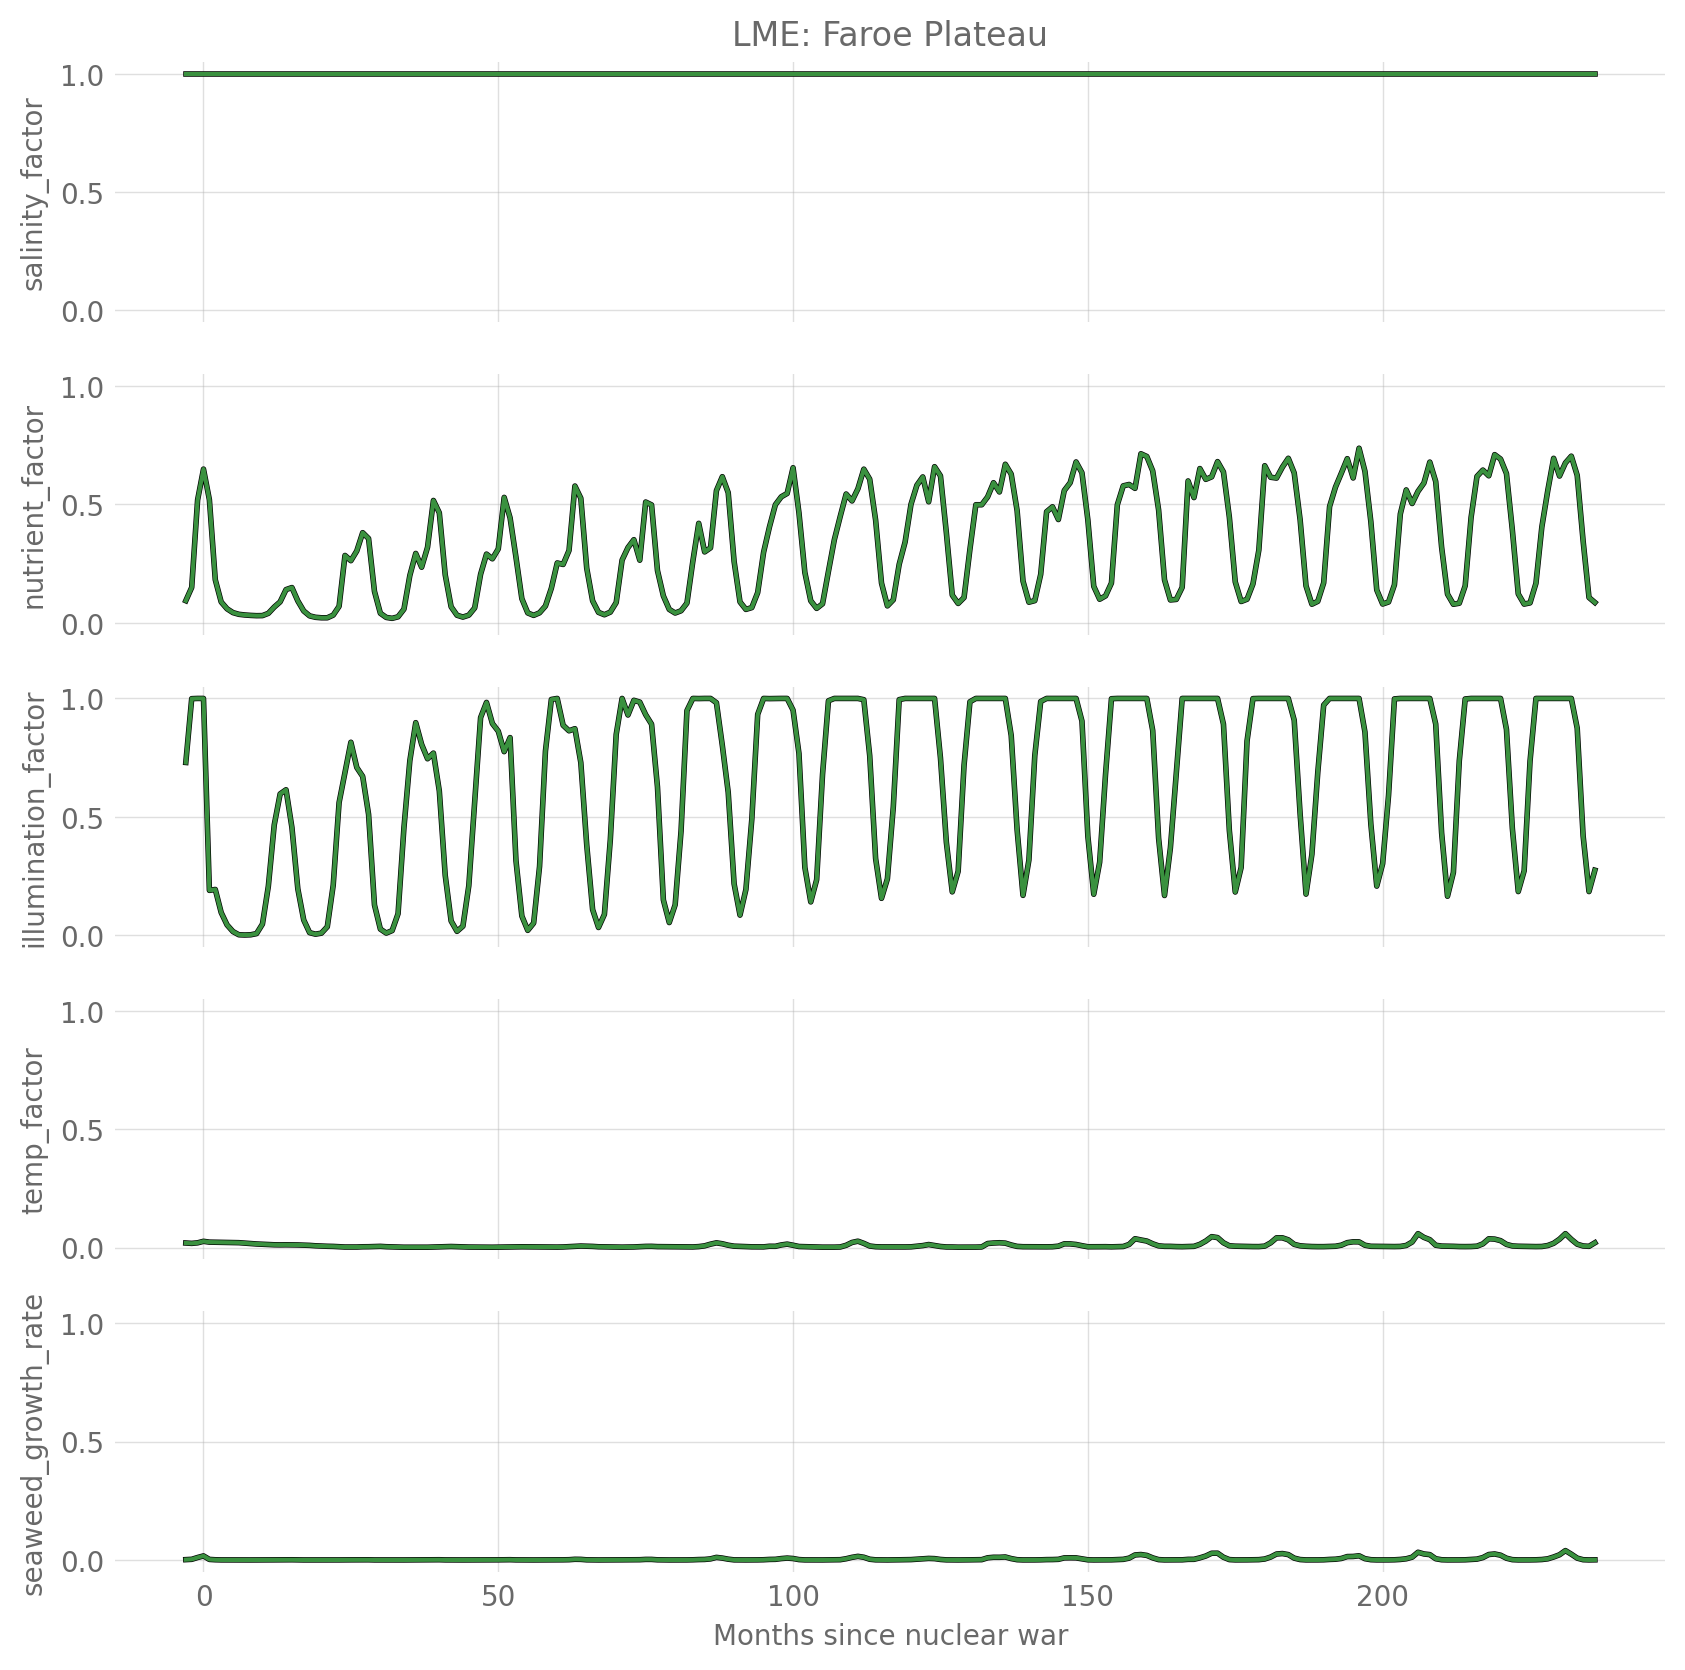 LME: Faroe Plateau
salinity_factor
1.0
0.5
0.0
nutrient_factor
1.0
0.5
0.0
illumination_factor
1.0
0.5
0.0
temp_factor
1.0
0.5
0.0
seaweed_growth_rate
1.0
0.5
0.0
0 50 100 150 200
Months since nuclear war